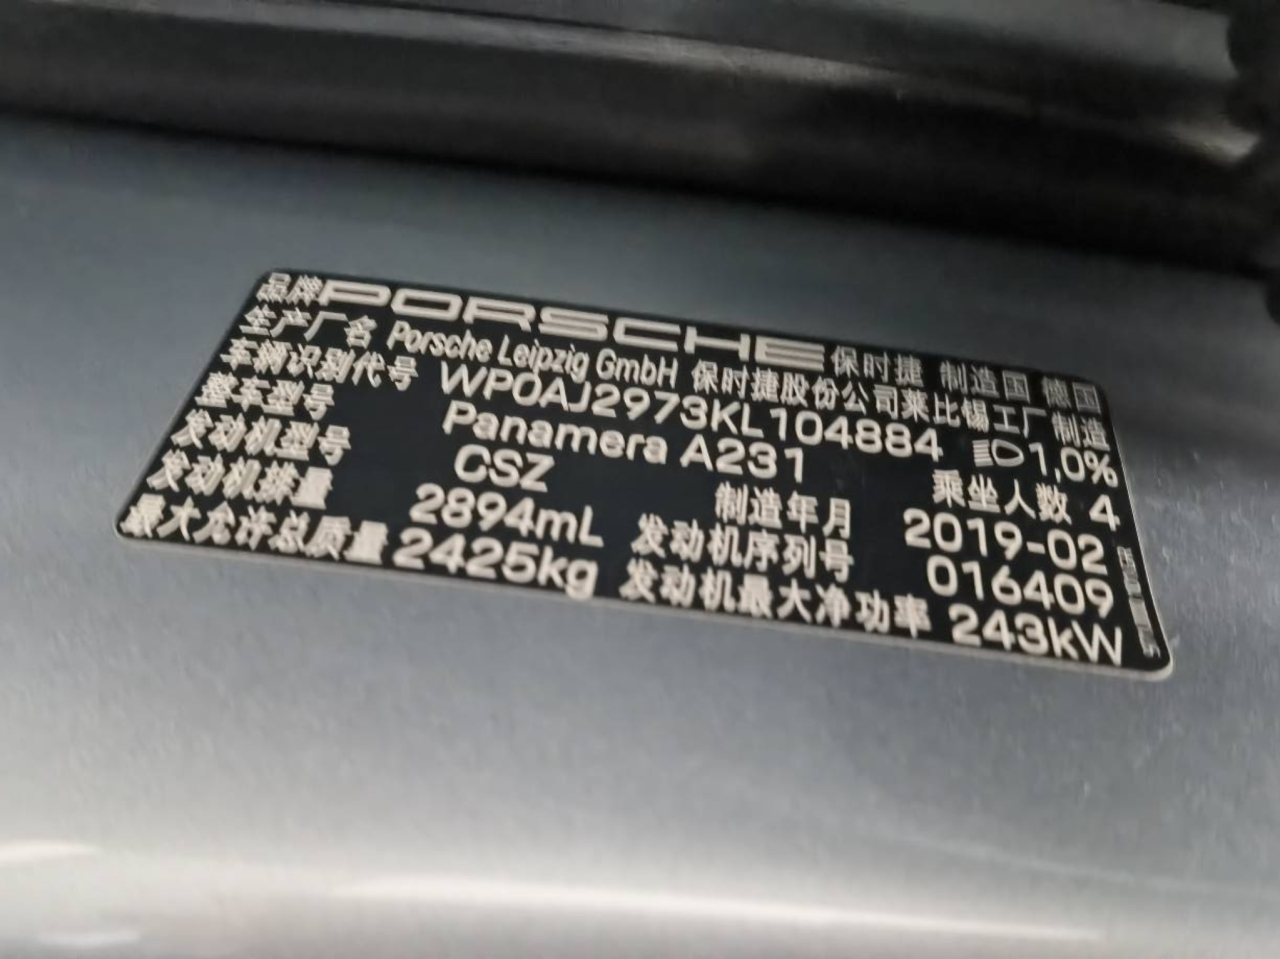 品牌 PORSCHE 保时捷 制造国 德国
生产厂名 Porsche Leipzig GmbH 保时捷股份公司莱比锡工厂 制造
车辆识别代号 WP0AJ2973KL104884 1,0%
整车型号 Panamera A231 乘坐人数 4
发动机型号 CSZ 制造年月 2019-02
发动机排量 2894mL 发动机序列号 016409
最大允许总质量 2425kg 发动机最大净功率 243kW